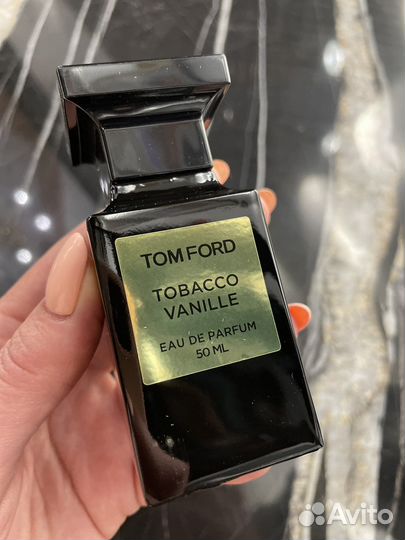 TOM FORD
TOBACCO
VANILLE
EAU DE PARFUM
50 ML
Avito